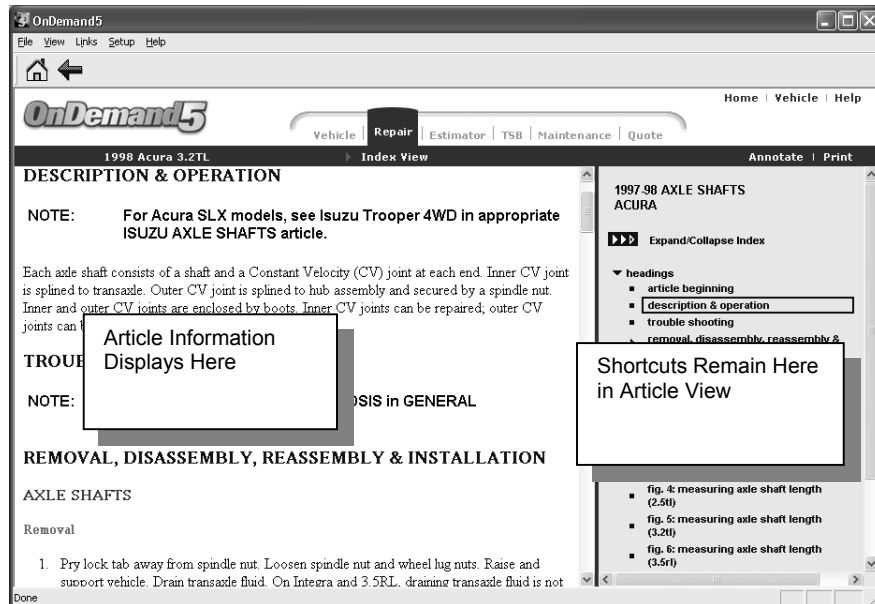 OnDemand5
File View Links Setup Help
OnDemand5
Home | Vehicle | Help
Vehicle | Repair | Estimator | TSB | Maintenance | Quote
1998 Acura 3.2TL Index View Annotate | Print
DESCRIPTION & OPERATION
NOTE: For Acura SLX models, see Isuzu Trooper 4WD in appropriate
ISUZU AXLE SHAFTS article.
Each axle shaft consists of a shaft and a Constant Velocity (CV) joint at each end. Inner CV joint
is splined to transaxle. Outer CV joint is splined to hub assembly and secured by a spindle nut.
Inner and outer CV joints are enclosed by boots. Inner CV joints can be repaired; outer CV
joints can
Article Information
Displays Here
TROUB
NOTE: OSIS in GENERAL
REMOVAL, DISASSEMBLY, REASSEMBLY & INSTALLATION
AXLE SHAFTS
Removal
1. Pry lock tab away from spindle nut. Loosen spindle nut and wheel lug nuts. Raise and
support vehicle. Drain transaxle fluid. On Integra and 3.5RL, draining transaxle fluid is not
1997-98 AXLE SHAFTS
ACURA
Expand/Collapse Index
headings
article beginning
description & operation
trouble shooting
removal, disassembly, reassembly &
Shortcuts Remain Here
in Article View
fig. 4: measuring axle shaft length
(2.5tl)
fig. 5: measuring axle shaft length
(3.2tl)
fig. 6: measuring axle shaft length
(3.5rl)
Done